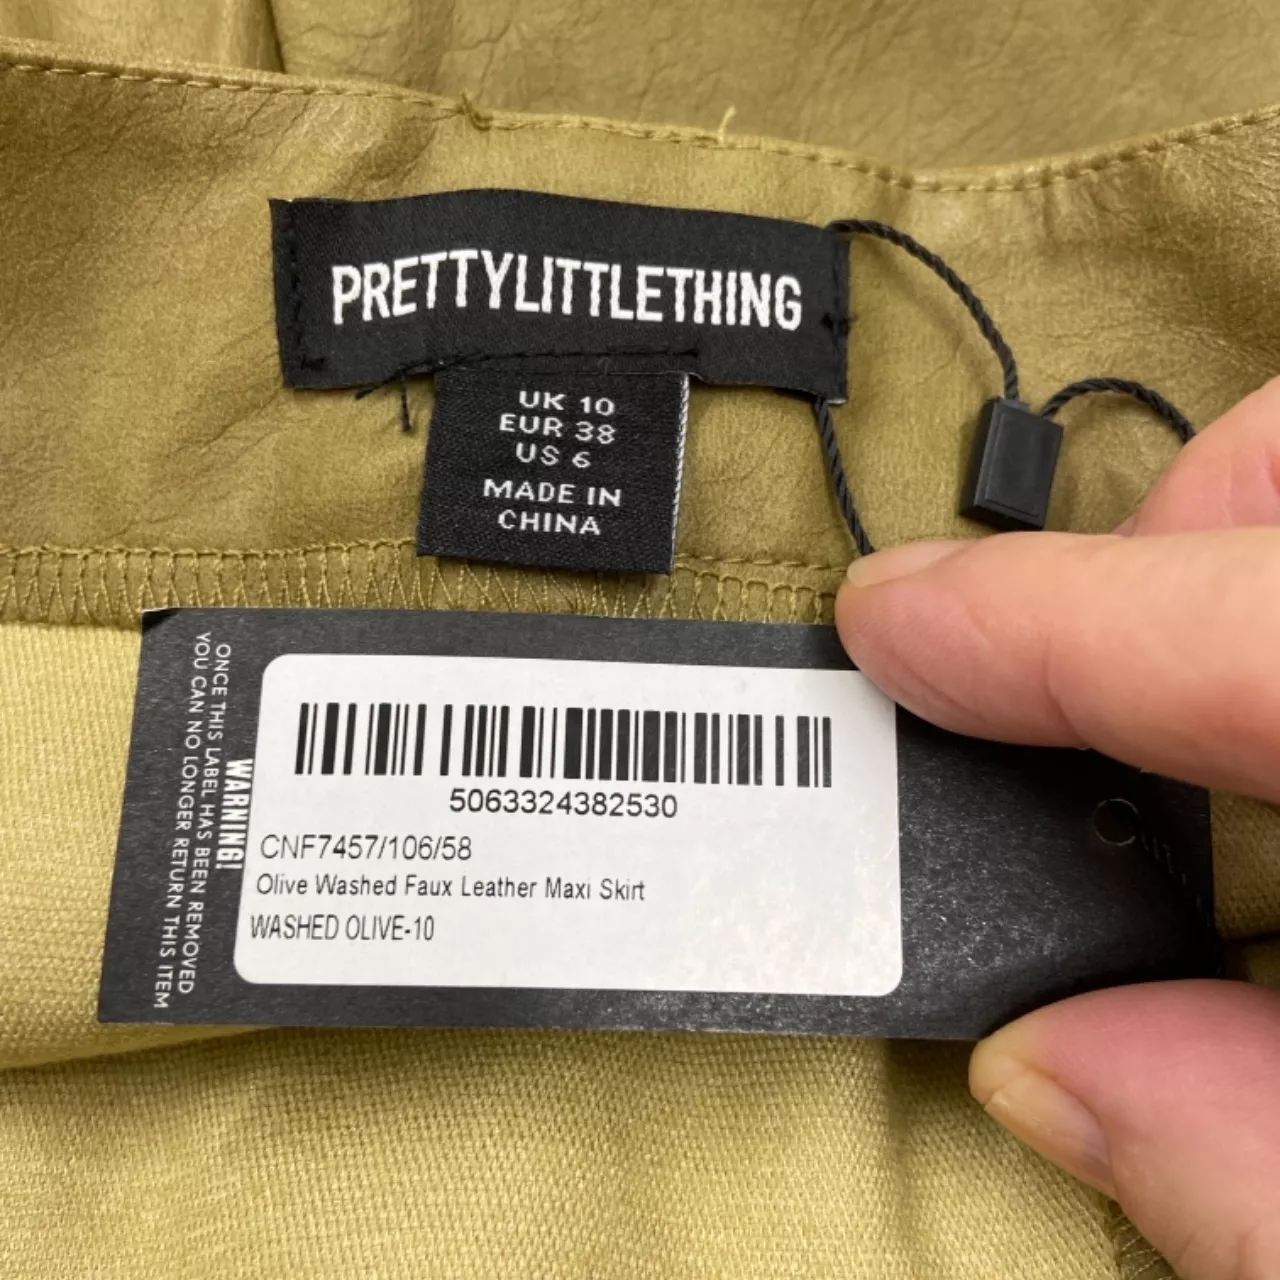 PRETTYLITTLETHING
UK 10
EUR 38
US 6
MADE IN
CHINA
WARNING!
ONCE THIS LABEL HAS BEEN REMOVED
YOU CAN NO LONGER RETURN THIS ITEM
5063324382530
CNF7457/106/58
Olive Washed Faux Leather Maxi Skirt
WASHED OLIVE-10